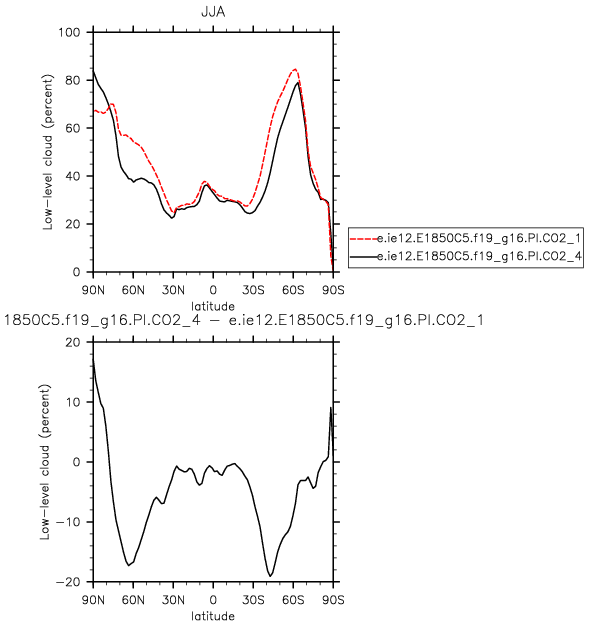 JJA
100
80
60
40
20
0
Low-level cloud (percent)
90N 60N 30N 0 30S 60S 90S
latitude
e.ie12.E1850C5.f19_g16.PI.CO2_1
e.ie12.E1850C5.f19_g16.PI.CO2_4
1850C5.f19_g16.PI.CO2_4 - e.ie12.E1850C5.f19_g16.PI.CO2_1
20
10
0
-10
-20
Low-level cloud (percent)
90N 60N 30N 0 30S 60S 90S
latitude